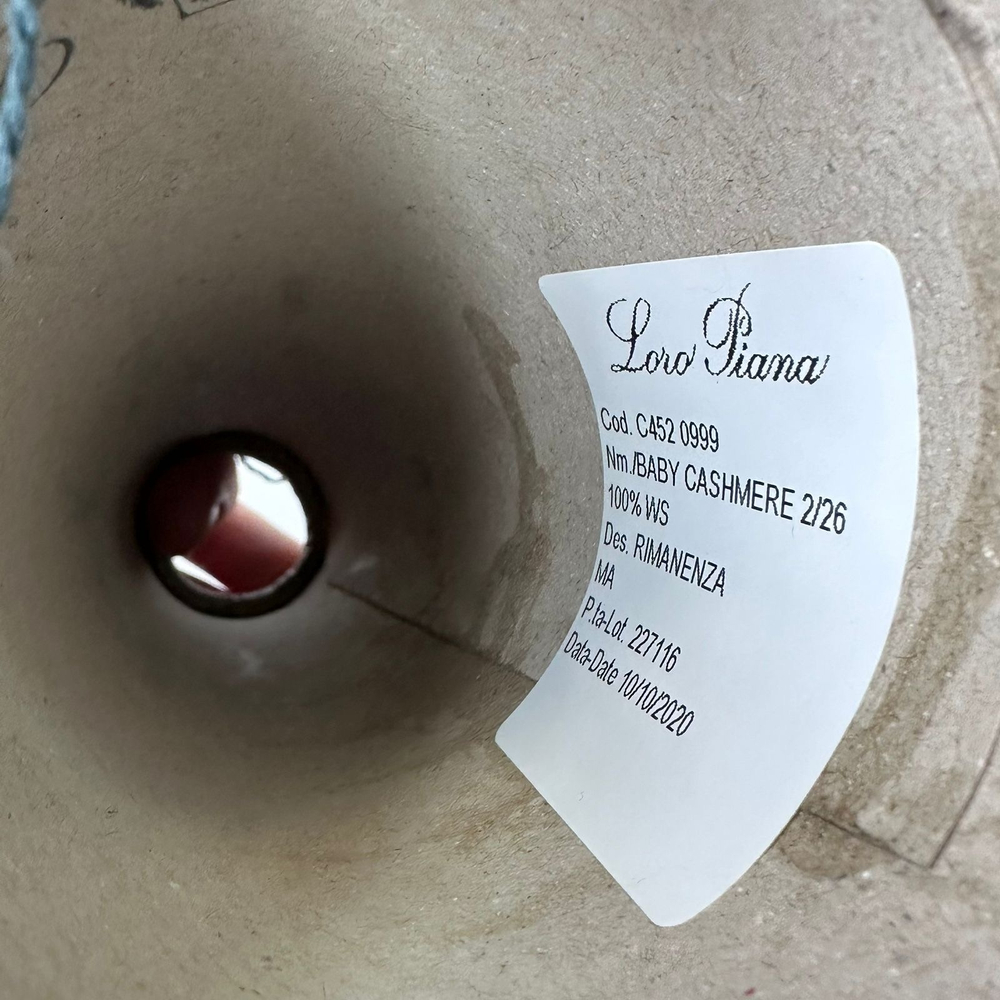 Loro Piana
Cod. C452 0999
Nm./BABY CASHMERE 2/26
100% WS
Des. RIMANENZA
MA
P.ta-Lot. 227116
Data-Date 10/10/2020